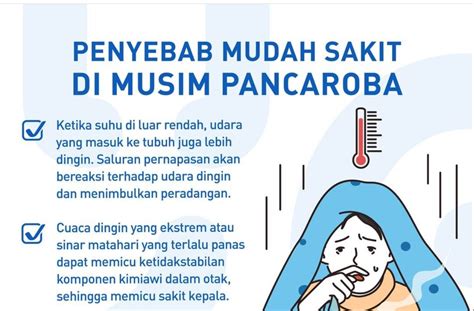 PENYEBAB MUDAH SAKIT
DI MUSIM PANCAROBA
Ketika suhu di luar rendah, udara
yang masuk ke tubuh juga lebih
dingin. Saluran pernapasan akan
bereaksi terhadap udara dingin
dan menimbulkan peradangan.
Cuaca dingin yang ekstrem atau
sinar matahari yang terlalu panas
dapat memicu ketidakstabilan
komponen kimiawi dalam otak,
sehingga memicu sakit kepala.